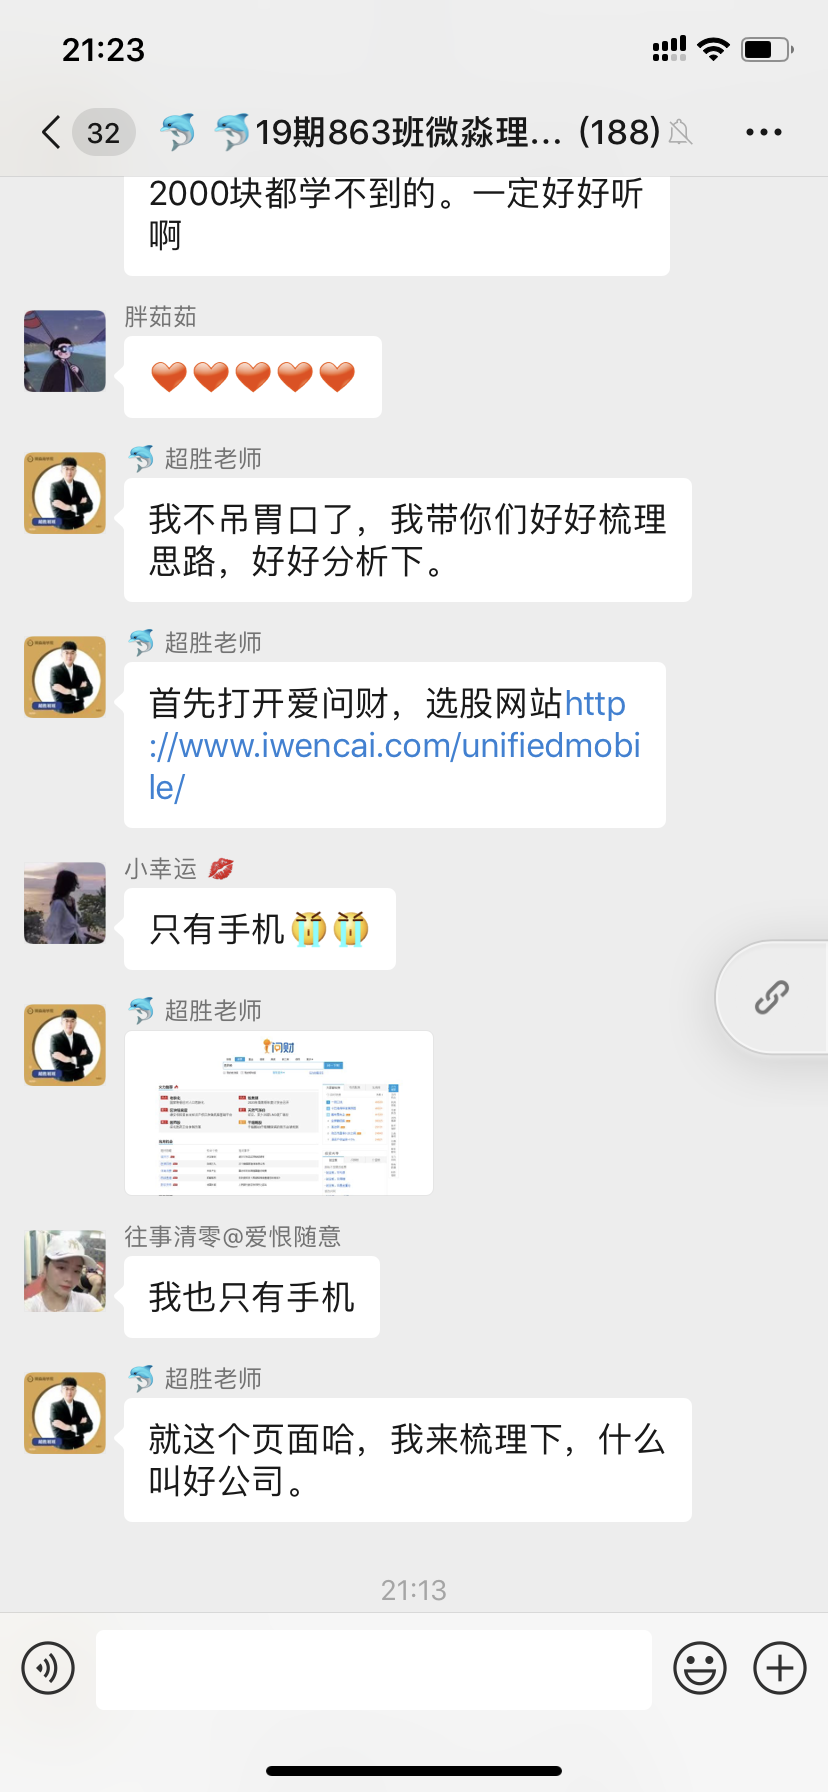 21:23
32
19期863班微淼理... (188)
2000块都学不到的。一定好好听
啊
胖茹茹
超胜老师
我不吊胃口了，我带你们好好梳理
思路，好好分析下。
超胜老师
首先打开爱问财，选股网站http
://www.iwencai.com/unifiedmobi
le/
小幸运
只有手机
超胜老师
问财
往事清零@爱恨随意
我也只有手机
超胜老师
就这个页面哈，我来梳理下，什么
叫好公司。
21:13